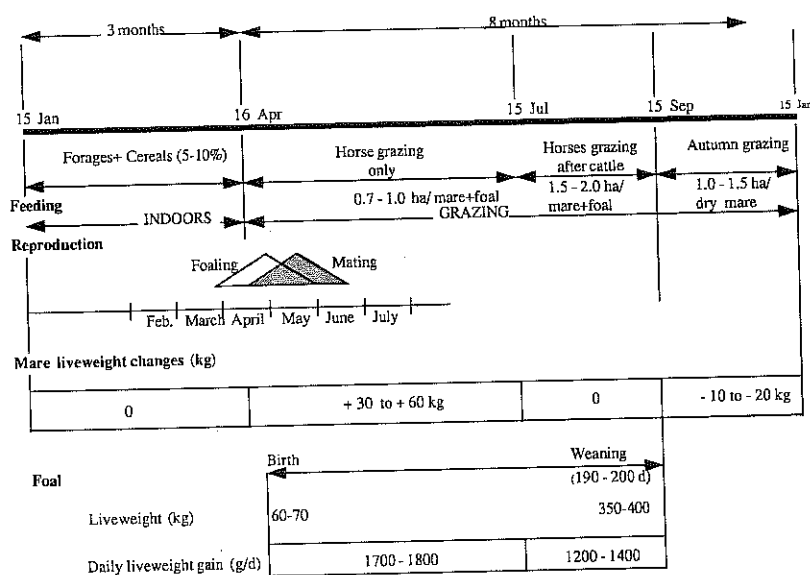 3 months 8 months
15 Jan 16 Apr 15 Jul 15 Sep 15 Jan
Forages+ Cereals (5-10%) Horse grazing only Horses grazing after cattle Autumn grazing
0.7 - 1.0 ha/ mare+foal 1.5 - 2.0 ha/ mare+foal 1.0 - 1.5 ha/ dry mare
Feeding
INDOORS GRAZING
Reproduction
Foaling Mating
Feb. March April May June July
Mare liveweight changes (kg)
0 + 30 to + 60 kg 0 - 10 to - 20 kg
Birth Weaning
Foal (190 - 200 d)
Liveweight (kg) 60-70 350-400
Daily liveweight gain (g/d) 1700 - 1800 1200 - 1400